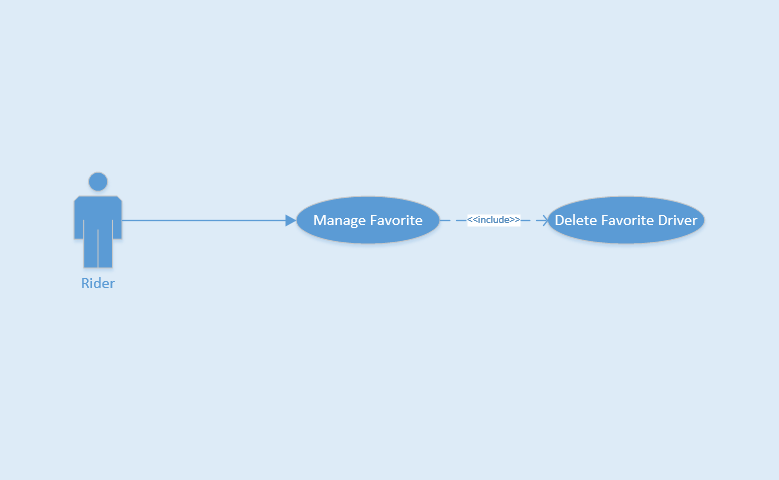 Manage Favorite
<<include>>
Delete Favorite Driver
Rider